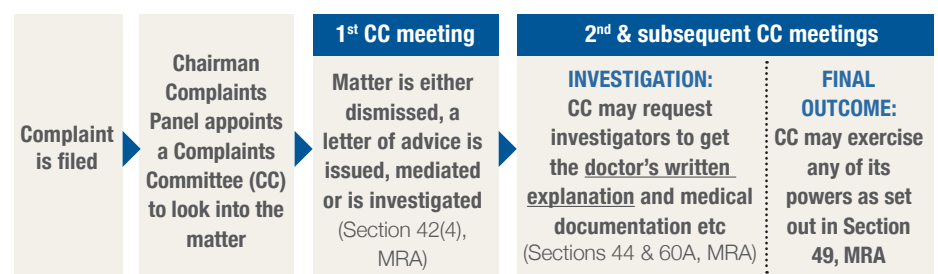 Complaint
is filed
Chairman
Complaints
Panel appoints
a Complaints
Committee (CC)
to look into the
matter
1st CC meeting
Matter is either
dismissed, a
letter of advice is
issued, mediated
or is investigated
(Section 42(4),
MRA)
2nd & subsequent CC meetings
INVESTIGATION:
CC may request
investigators to get
the doctor's written
explanation and medical
documentation etc
(Sections 44 & 60A, MRA)
FINAL
OUTCOME:
CC may exercise
any of its
powers as set
out in Section
49, MRA